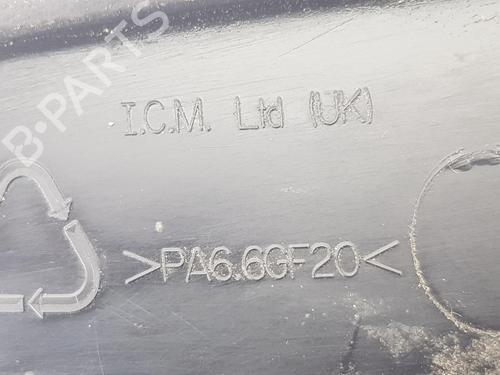 B-PARTS
I.C.M. Ltd (UK)
>PA6.6GF20<